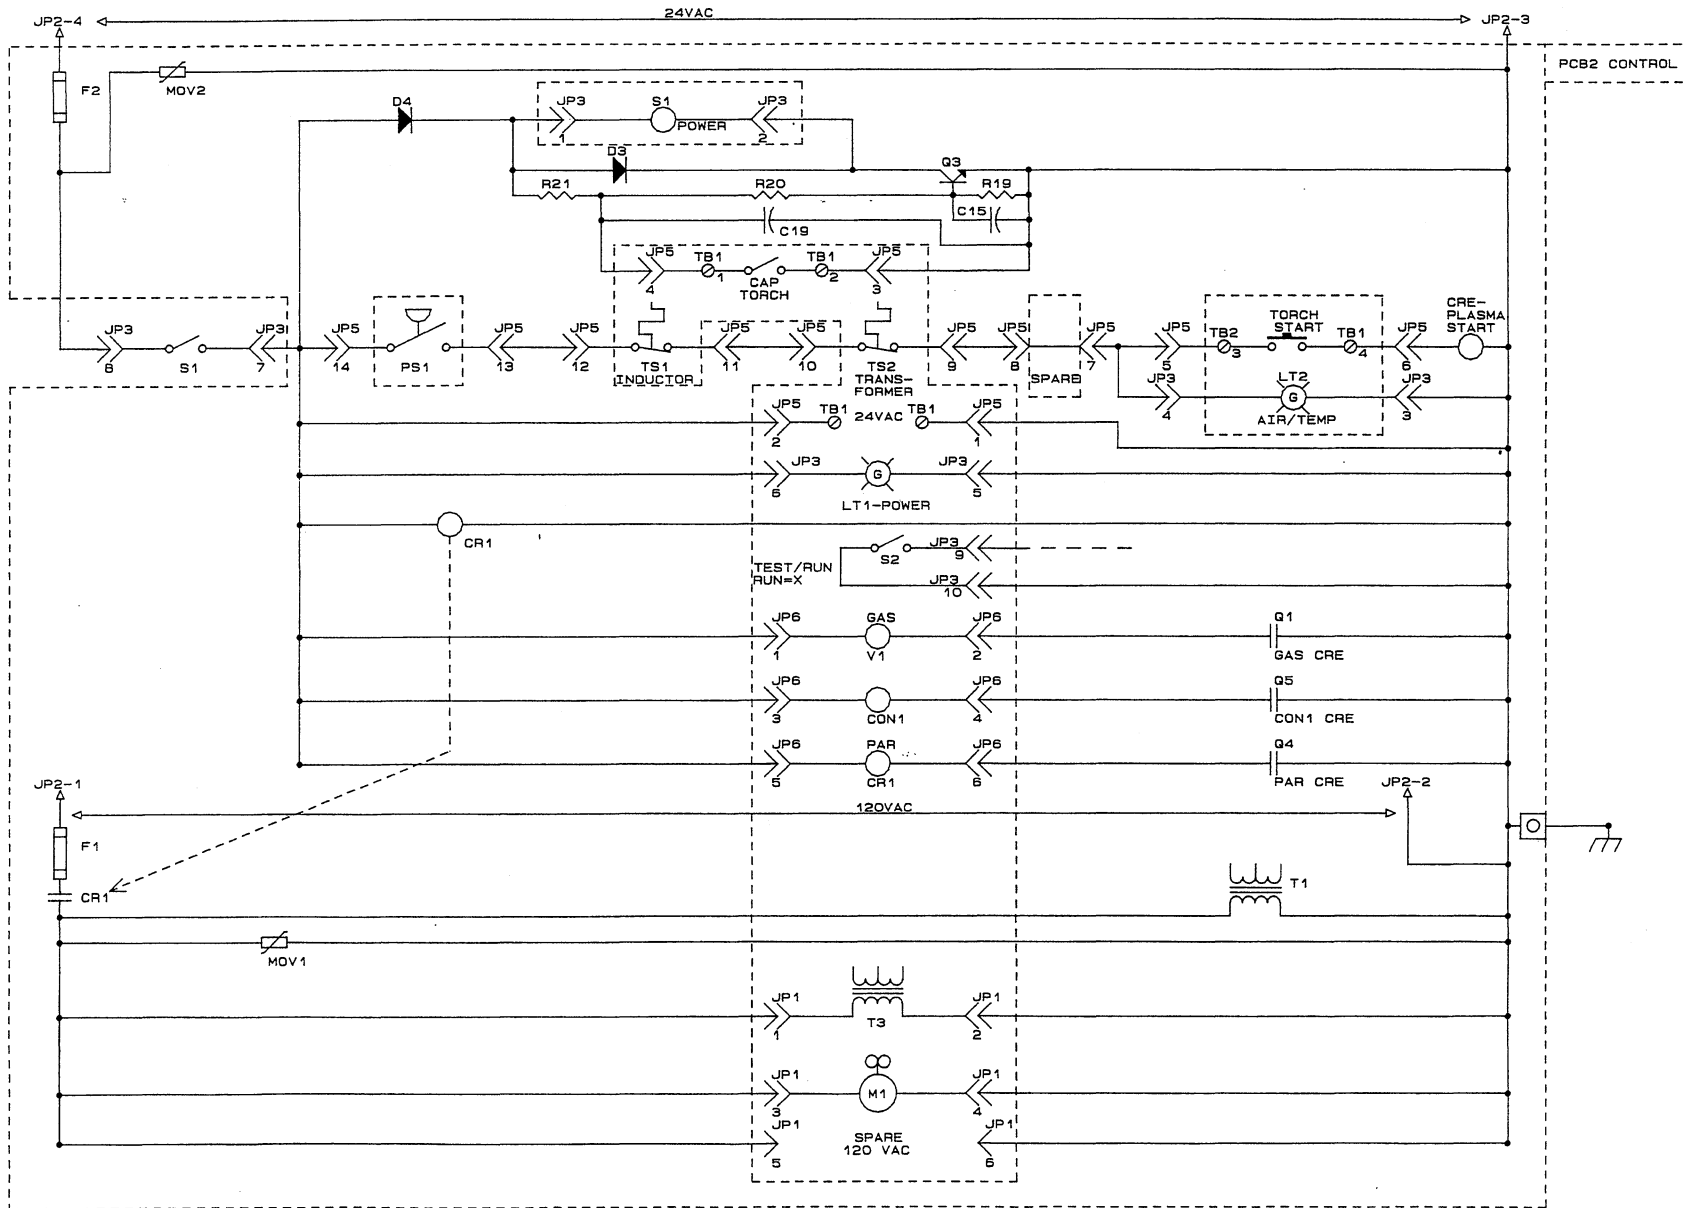 JP2-4
24VAC
JP2-3
PCB2 CONTROL
F2
MOV2
D4
JP3
1
S1
POWER
JP3
2
D3
Q3
R21
R20
R19
C19
C15
JP5
4
TB1
1
CAP
TORCH
TB1
2
JP5
3
JP3
8
S1
JP3
7
JP5
14
PS1
JP5
13
JP5
12
TS1
INDUCTOR
JP5
11
JP5
10
TS2
TRANS-
FORMER
JP5
9
JP5
8
SPARE
JP5
7
JP5
5
TB2
3
TORCH
START
TB1
4
JP5
6
CRE-
PLASMA
START
JP3
4
LT2
G
AIR/TEMP
JP3
3
JP5
2
TB1
24VAC
TB1
JP5
1
JP3
6
G
LT1-POWER
JP3
5
CR1
TEST/RUN
RUN=X
S2
JP3
9
JP3
10
JP6
1
GAS
V1
JP6
2
Q1
GAS CRE
JP6
3
CON1
JP6
4
Q5
CON1 CRE
JP6
5
PAR
CR1
JP6
6
Q4
PAR CRE
JP2-1
120VAC
JP2-2
F1
CR1
T1
MOV1
JP1
1
T3
JP1
2
JP1
3
M1
JP1
4
JP1
5
SPARE
120 VAC
JP1
6